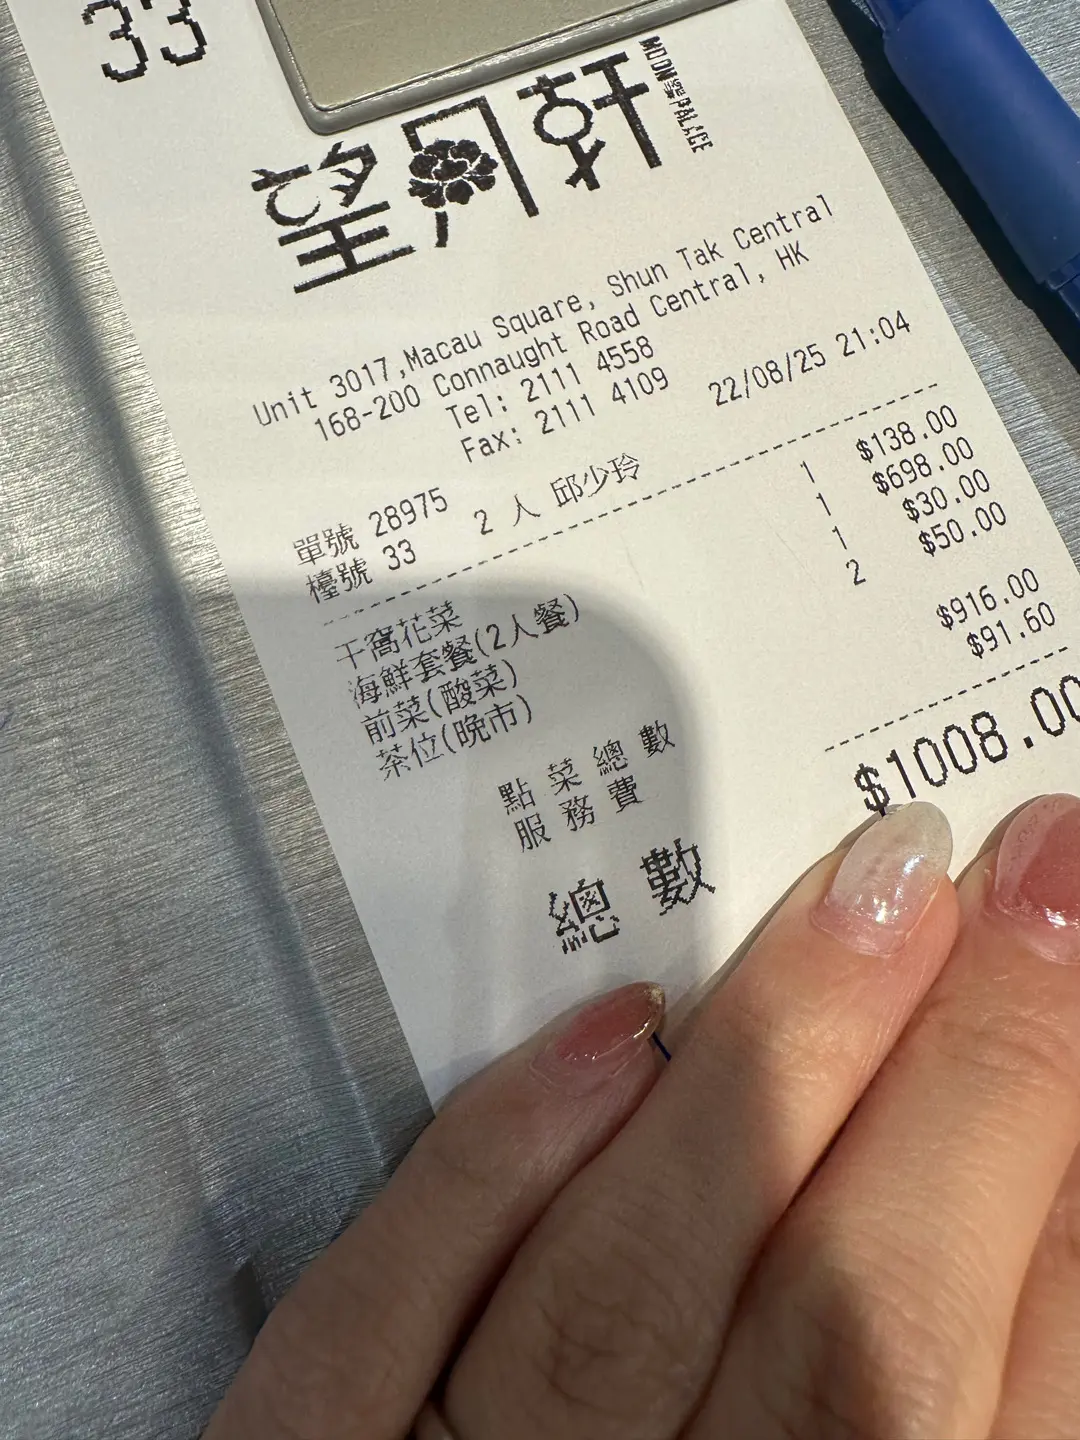 33
望月軒 MOON PALACE
Unit 3017,Macau Square, Shun Tak Central
168-200 Connaught Road Central, HK
Tel: 2111 4558
Fax: 2111 4109
22/08/25 21:04
單號 28975
檯號 33 2 人 邱少玲
干窩花菜 1 $138.00
海鮮套餐(2人餐) 1 $698.00
前菜(酸菜) 1 $30.00
茶位(晚市) 2 $50.00
點菜總數 $916.00
服務費 $91.60
總數 $1008.00